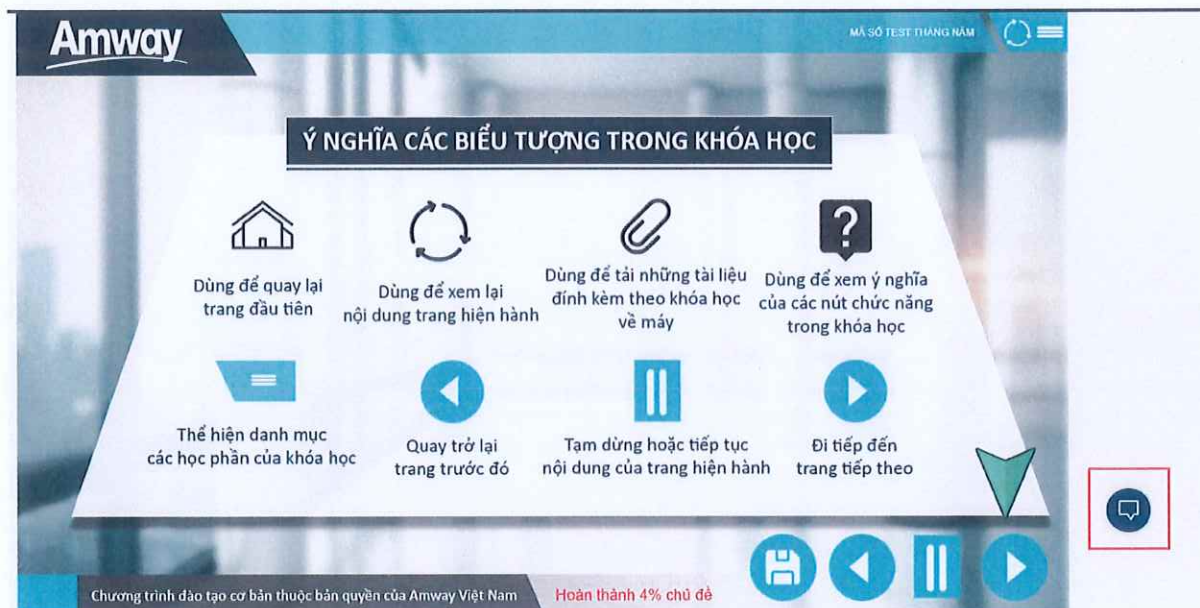 Amway
MÃ SỐ TEST THÁNG NĂM
Ý NGHĨA CÁC BIỂU TƯỢNG TRONG KHÓA HỌC
Dùng để quay lại
trang đầu tiên
Dùng để xem lại
nội dung trang hiện hành
Dùng để tải những tài liệu
đính kèm theo khóa học
về máy
Dùng để xem ý nghĩa
của các nút chức năng
trong khóa học
Thể hiện danh mục
các học phần của khóa học
Quay trở lại
trang trước đó
Tạm dừng hoặc tiếp tục
nội dung của trang hiện hành
Đi tiếp đến
trang tiếp theo
Chương trình đào tạo cơ bản thuộc bản quyền của Amway Việt Nam
Hoàn thành 4% chủ đề